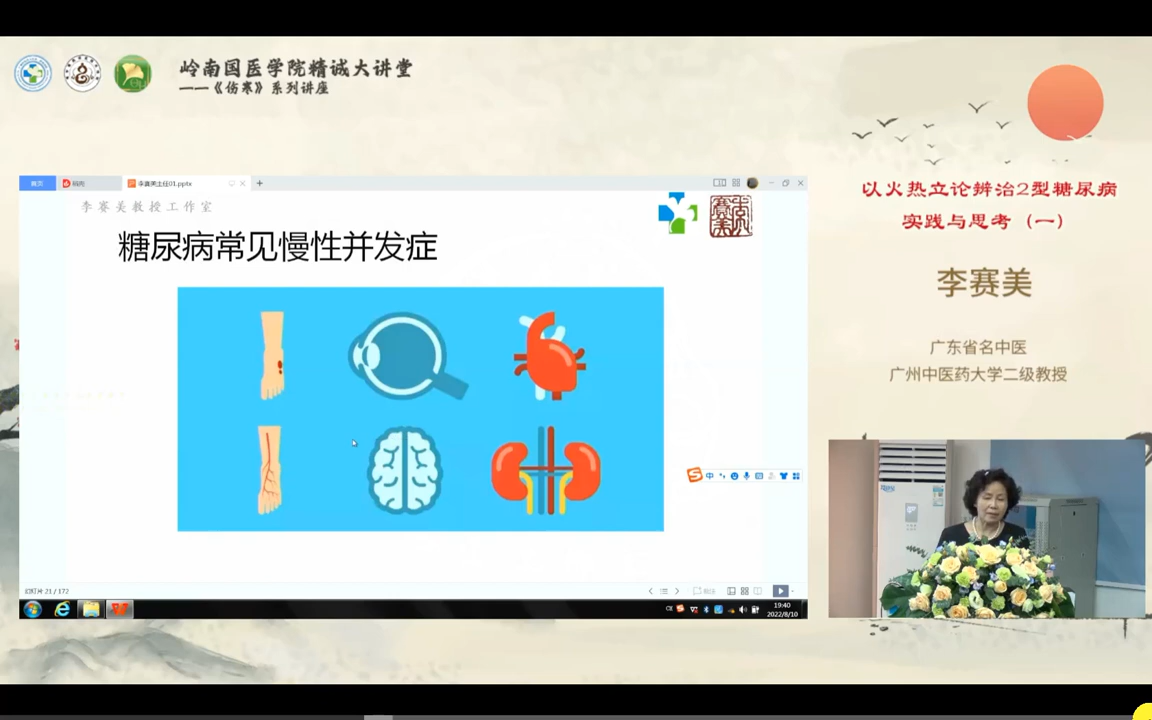 岭南国医学院精诚大讲堂
——《伤寒》系列讲座
首页
稻壳
李赛美主任01.pptx
李赛美教授工作室
糖尿病常见慢性并发症
以火热立论辨治2型糖尿病
实践与思考（一）
李赛美
广东省名中医
广州中医药大学二级教授
中
幻灯片 21 / 172
CK
19:40
2022/8/10